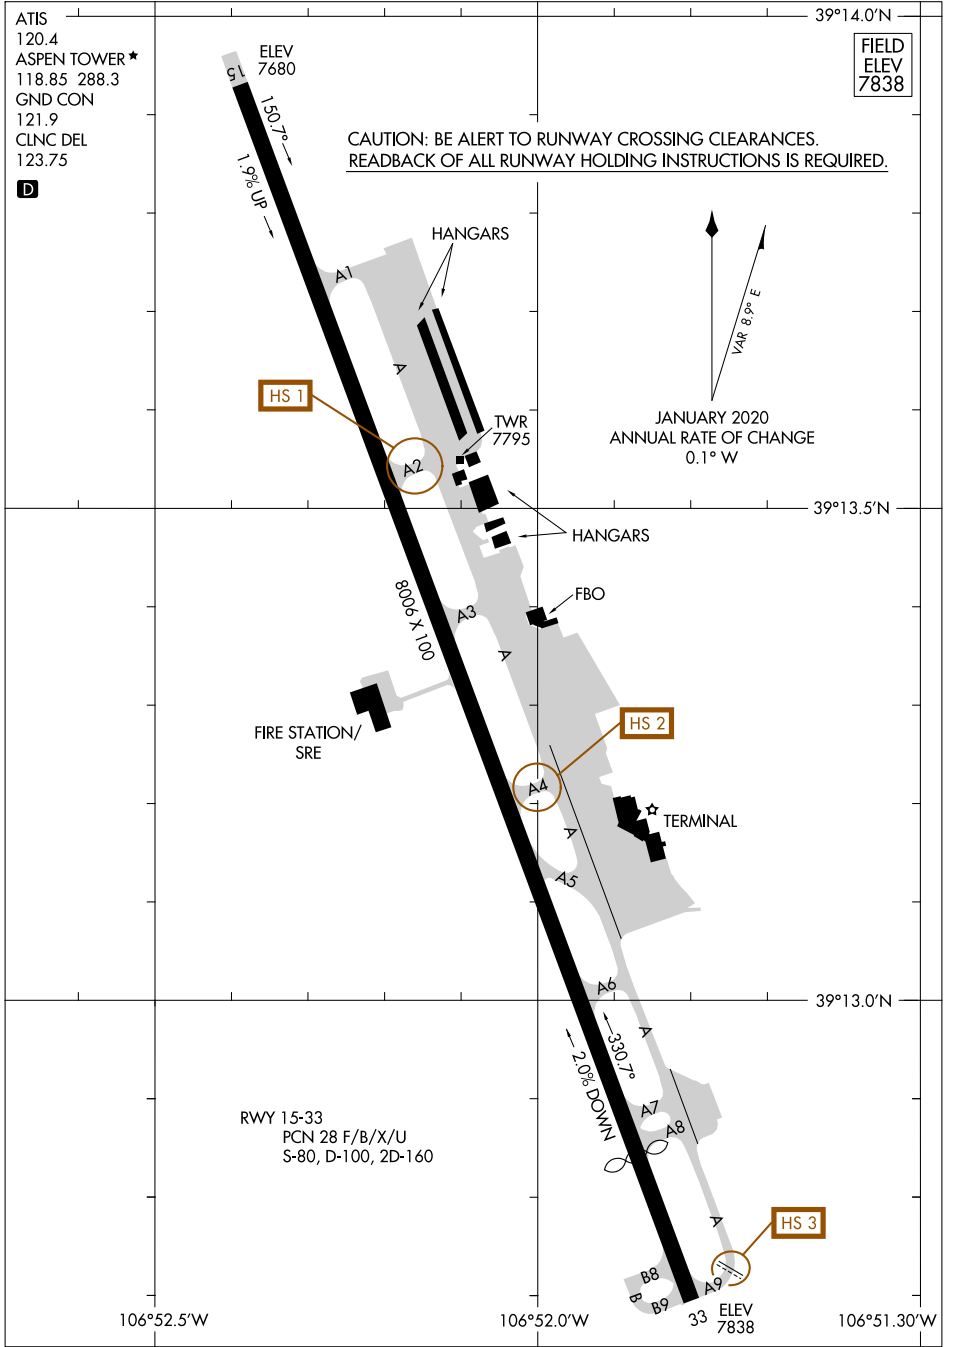 ATIS
120.4
ASPEN TOWER
118.85 288.3
GND CON
121.9
CLNC DEL
123.75
D
39°14.0'N
FIELD
ELEV
7838
ELEV
7680
15
150.7°
1.9% UP
CAUTION: BE ALERT TO RUNWAY CROSSING CLEARANCES.
READBACK OF ALL RUNWAY HOLDING INSTRUCTIONS IS REQUIRED.
HANGARS
A1
VAR 8.9° E
A
HS 1
JANUARY 2020
ANNUAL RATE OF CHANGE
0.1° W
TWR
7795
A2
39°13.5'N
HANGARS
8006 X 100
FBO
A3
A
FIRE STATION/
SRE
HS 2
A4
TERMINAL
A
A5
A6
39°13.0'N
A
330.7°
2.0% DOWN
RWY 15-33
PCN 28 F/B/X/U
S-80, D-100, 2D-160
A7
A8
A
HS 3
B8
B
B9
A9
33
ELEV
7838
106°52.5'W
106°52.0'W
106°51.30'W